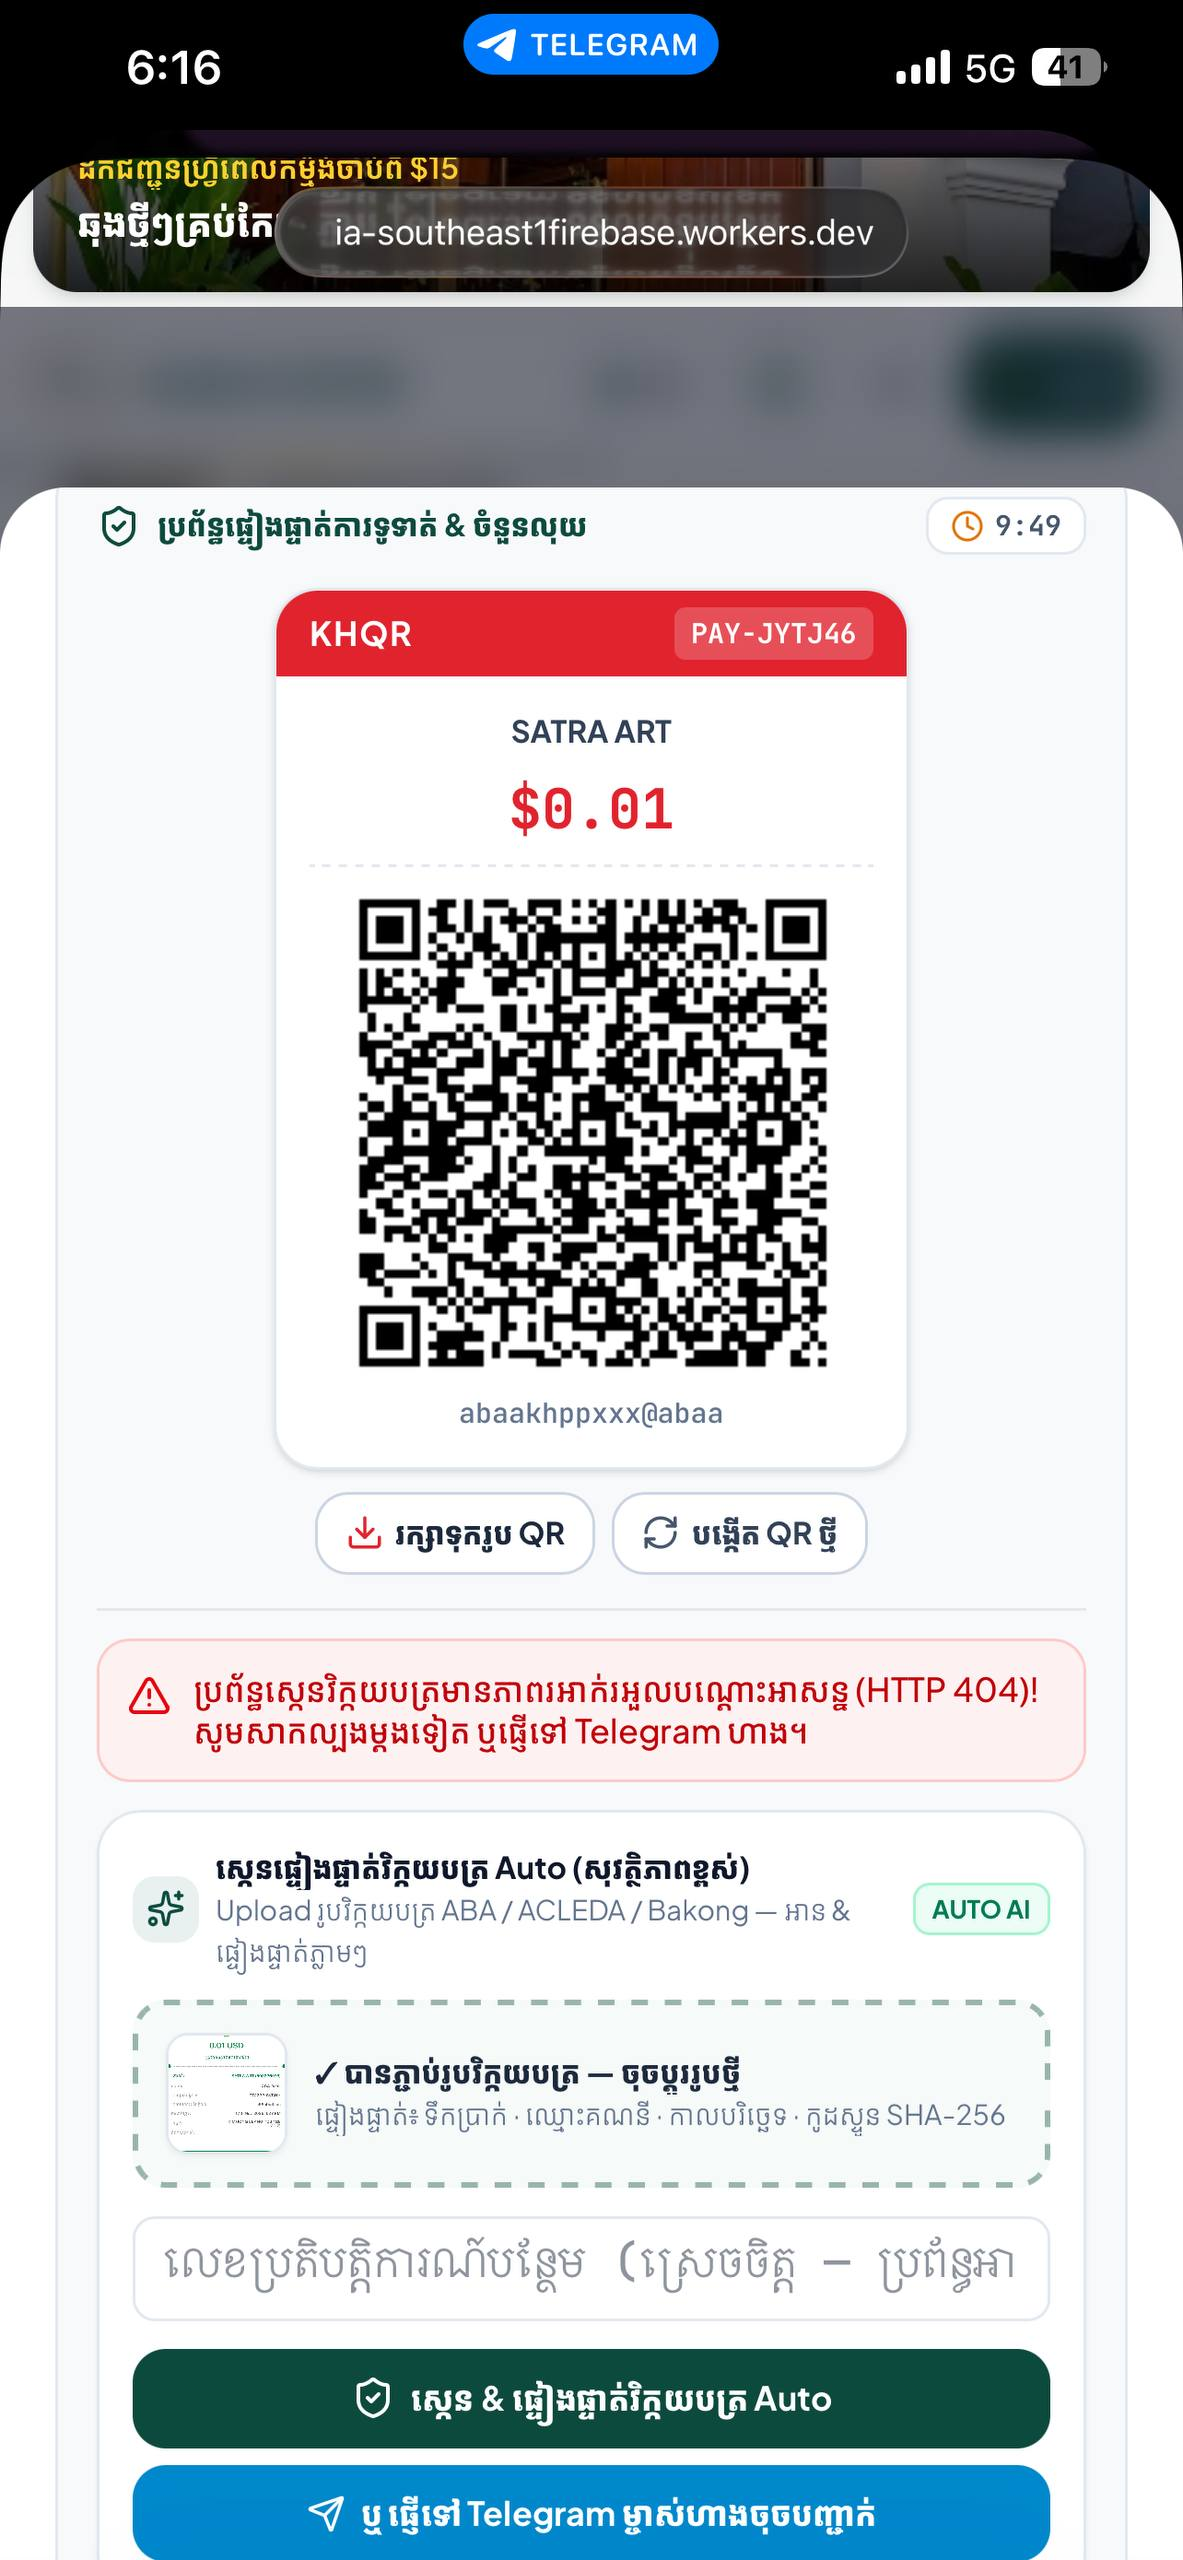 6:16
TELEGRAM
5G
41
ដឹកជញ្ជូនហ្វ្រីពេលកម្មង់ចាប់ពី $15
ឆុងថ្មីៗគ្រប់កែ
ia-southeast1firebase.workers.dev
ប្រព័ន្ធផ្ទៀងផ្ទាត់ការទូទាត់ & ចំនួនលុយ
9:49
KHQR
PAY-JYTJ46
SATRA ART
$0.01
abaakhppxxx@abaa
រក្សាទុករូប QR
បង្កើត QR ថ្មី
ប្រព័ន្ធស្កេនវិក្កយបត្រមានភាពរអាក់រអួលបណ្ដោះអាសន្ន (HTTP 404)!
សូមសាកល្បងម្ដងទៀត ឬផ្ញើទៅ Telegram ហាង។
ស្កេនផ្ទៀងផ្ទាត់វិក្កយបត្រ Auto (សុវត្ថិភាពខ្ពស់)
Upload រូបវិក្កយបត្រ ABA / ACLEDA / Bakong — អាន &
ផ្ទៀងផ្ទាត់ភ្លាមៗ
AUTO AI
0.01 USD
✓ បានភ្ជាប់រូបវិក្កយបត្រ — ចុចប្ដូររូបថ្មី
ផ្ទៀងផ្ទាត់៖ ទឹកប្រាក់ · ឈ្មោះគណនី · កាលបរិច្ឆេទ · កូដស្ទួន SHA-256
លេខប្រតិបត្តិការណ៍បន្ថែម (ស្រេចចិត្ត — ប្រព័ន្ធអា
ស្កេន & ផ្ទៀងផ្ទាត់វិក្កយបត្រ Auto
ឬ ផ្ញើទៅ Telegram ម្ចាស់ហាងចុចបញ្ជាក់